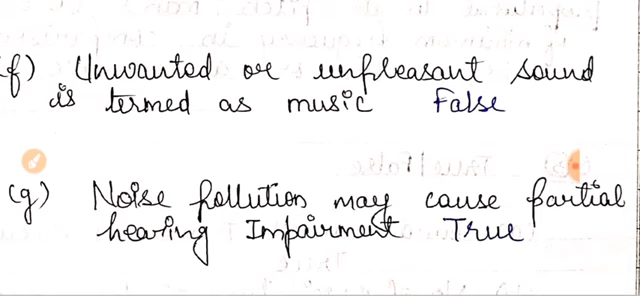 (f) Unwanted or unpleasant sound
is termed as music False
(g) Noise pollution may cause partial
hearing Impairment True